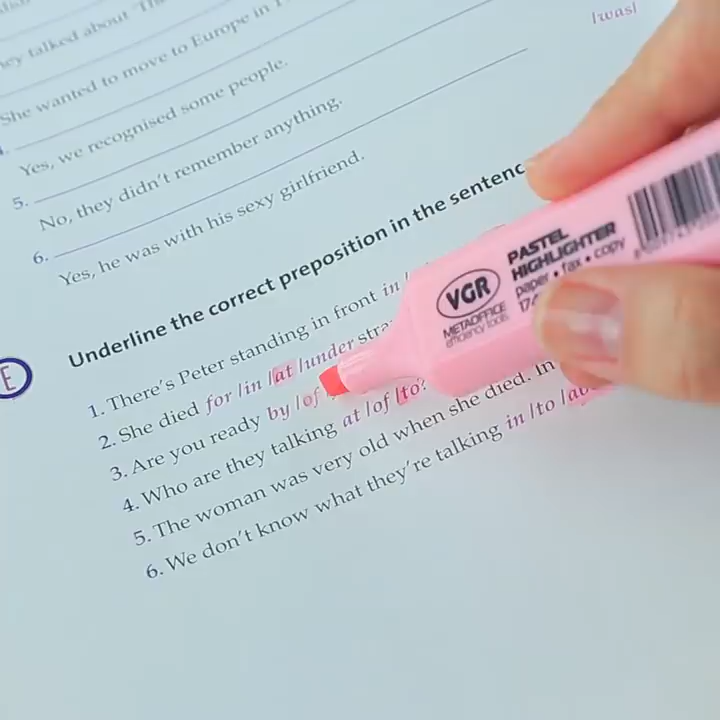 talked about
She wanted to move to Europe in
Yes, we recognised some people.
5.
No, they didn't remember anything.
6.
Yes, he was with his sexy girlfriend.
/was/
E
Underline the correct preposition in the
1. There's Peter standing in front in
2. She died for /in /at /under
3. Are you ready by /of
4. Who are they talking at /of /to?
5. The woman was very old when she died. In
6. We don't know what they're talking in /to
VGR
METAOFFICE
efficiency tools
PASTEL
HIGHLIGHTER
paper • fax • copy